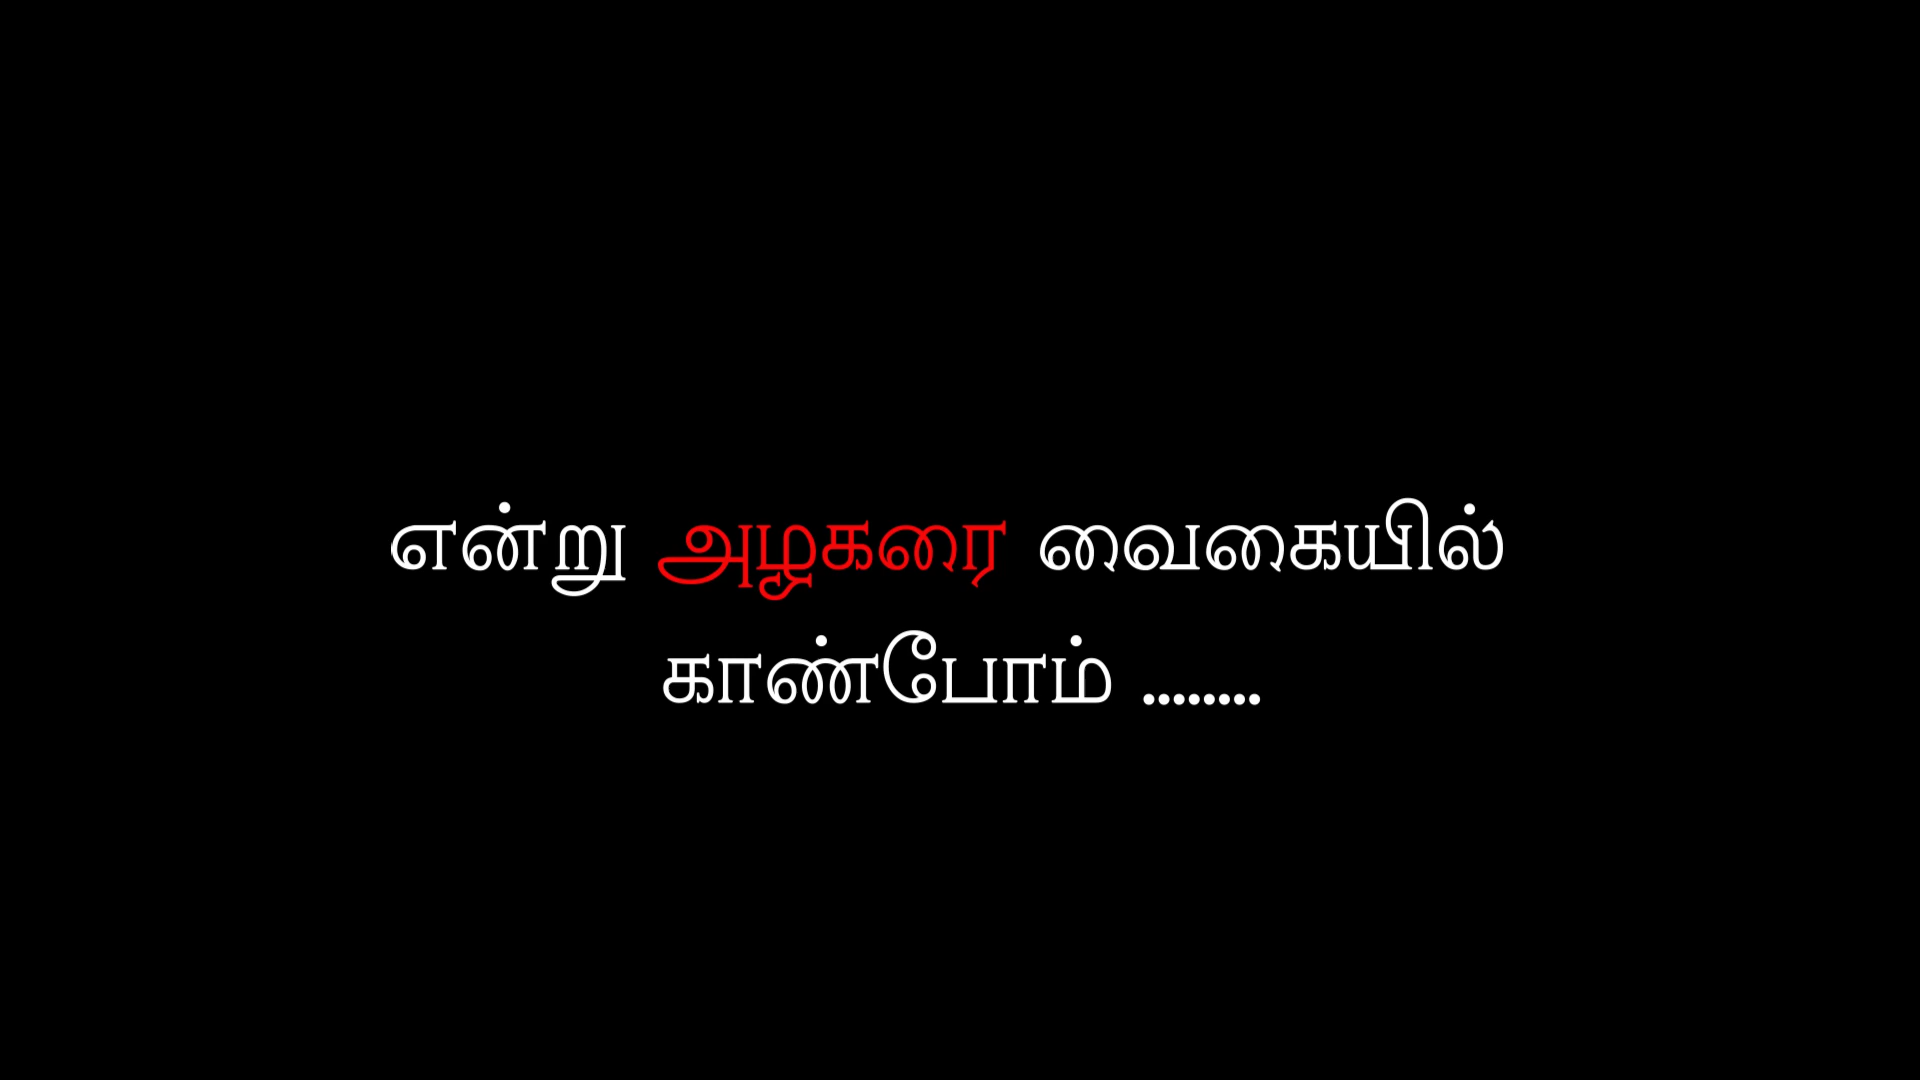 என்று அழகரை வைகையில்
காண்போம் ........